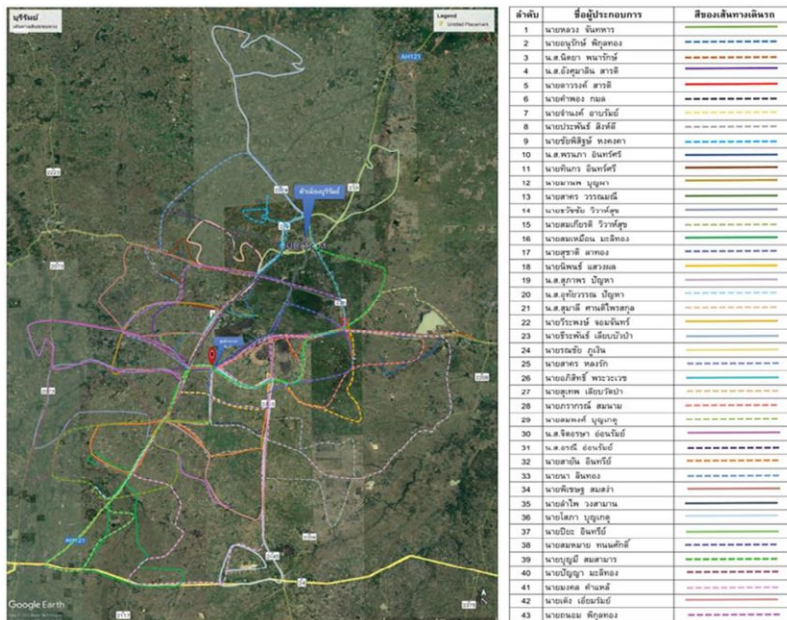 บุรีรัมย์
Legend
Untitled Placemark
AH121
AH121
Google Earth
ลำดับ ชื่อผู้ประกอบการ สีของเส้นทางเดินรถ
1 นายหลวง จันทหาร
2 นายอนุรักษ์ พิกุลทอง
3 น.ส.นิตยา พนารักษ์
4 น.ส.อังศุมาลิน สารดี
5 นายดาวรงค์ สารดี
6 นายคำพอง กมล
7 นายจำนงค์ อาบรัมย์
8 นายประพันธ์ สิงห์ดี
9 นายชัยพิสิฐษ์ หงคงคา
10 น.ส.พรนภา อินทร์ศรี
11 นายทินกร อินทร์ศรี
12 นายมานพ บุญผา
13 นายสาคร วรรณมณี
14 นายธวัชชัย วิวาห์สุข
15 นายสมเกียรติ วิวาห์สุข
16 นายสมเหมือน มะลิทอง
17 นายสุชาติ ลาทอง
18 นายนิพนธ์ แสวงผล
19 น.ส.สุภาพร ปัญหา
20 น.ส.อุทัยวรรณ ปัญหา
21 น.ส.สุมาลี ศานติไพรสกุล
22 นายวีระพงษ์ จอมจันทร์
23 นายธีระพันธ์ เลียบบัวป่า
24 นายรณชัย ภูเงิน
25 นายสาคร หลงรัก
26 นายอภิสิทธิ์ พระวะเวช
27 นายสุเทพ เลียบวัดป่า
28 นายภราภรณ์ สมนาม
29 นายสมพงศ์ บุญเกตุ
30 น.ส.จิตอรษา อ่อนรัมย์
31 น.ส.อรณี อ่อนรัมย์
32 นายสายัน อินทรีย์
33 นายนา ลินทอง
34 นายพิเชษฐ สมสง่า
35 นายลำไพ วงสามาน
36 นายโสภา บุญเกตุ
37 นายปิยะ อินทรีย์
38 นายสมหมาย ทนนศักดิ์
39 นายบุญมี สมสามาร
40 นายปัญญา มะลิทอง
41 นายมงคล คำแหล้
42 นายเต้ง เอี่ยมรัมย์
43 นายถนอม พิกุลทอง